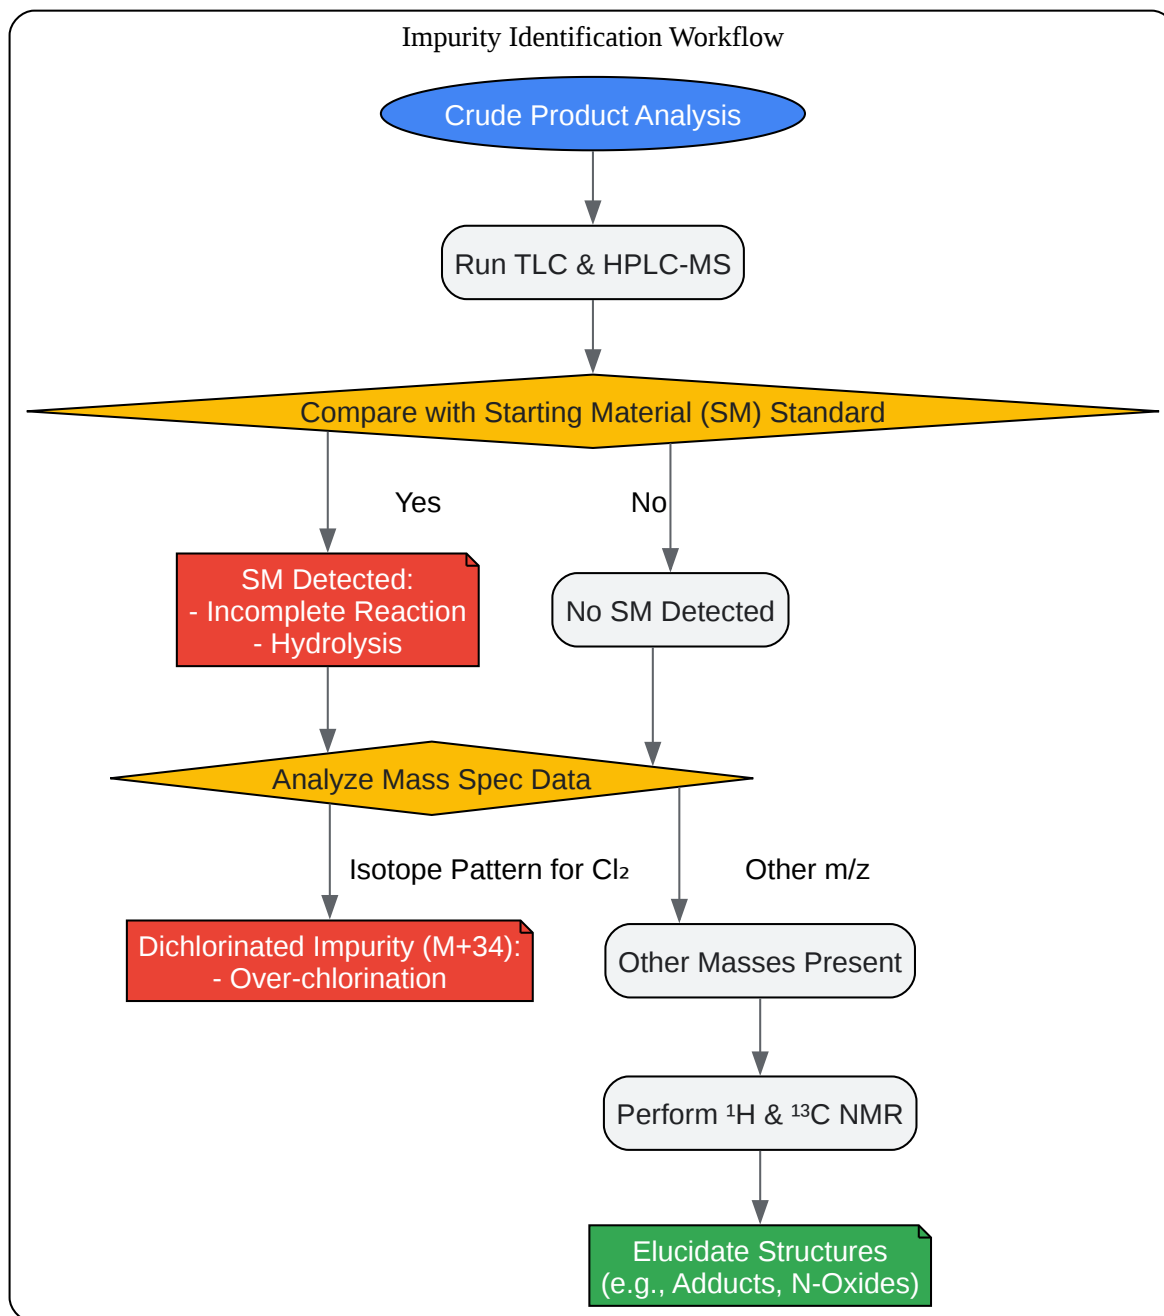 Impurity Identification Workflow
Crude Product Analysis
Run TLC & HPLC-MS
Compare with Starting Material (SM) Standard
Yes
No
SM Detected:
- Incomplete Reaction
- Hydrolysis
No SM Detected
Analyze Mass Spec Data
Isotope Pattern for Cl₂
Other m/z
Dichlorinated Impurity (M+34):
- Over-chlorination
Other Masses Present
Perform ¹H & ¹³C NMR
Elucidate Structures
(e.g., Adducts, N-Oxides)